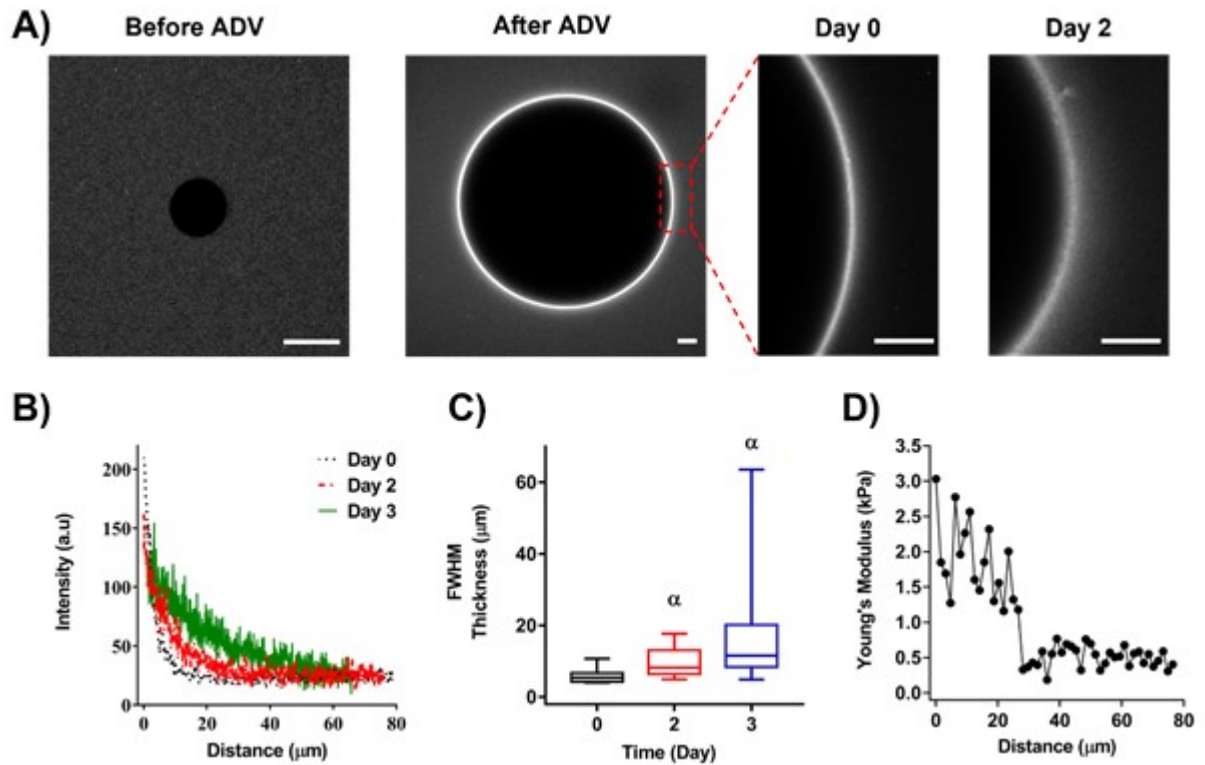 A)
Before ADV
After ADV
Day 0
Day 2
B)
Intensity (a.u)
200
150
100
50
0
0 20 40 60 80
Distance (μm)
Day 0
Day 2
Day 3
C)
FWHM
Thickness (μm)
60
40
20
0
α
α
0 2 3
Time (Day)
D)
Young's Modulus (kPa)
3.5
3.0
2.5
2.0
1.5
1.0
0.5
0.0
0 20 40 60 80
Distance (μm)